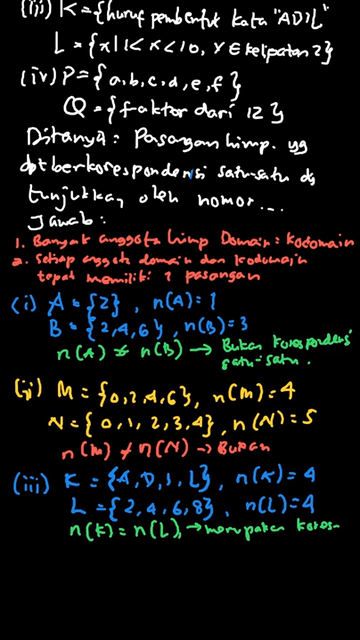 (iii) K = {huruf pembentuk kata "ADIL"}
L = {x | 1 < x < 10, x ∈ kelipatan 2}
(iv) P = {a, b, c, d, e, f}
Q = {faktor dari 12}
Ditanya : Pasangan himp. yg
dpt berkorespondensi satu-satu dg
tunjukkan oleh nomor ...
Jawab :
1. Banyak anggota himp Domain = Kodomain
2. Setiap anggota domain dan kodomain
tepat memiliki 1 pasangan
(i) A = {2} , n(A) = 1
B = {2, 4, 6} , n(B) = 3
n(A) ≠ n(B) → Bukan korespondensi
satu-satu.
(ii) M = {0, 2, 4, 6} , n(M) = 4
N = {0, 1, 2, 3, 4} , n(N) = 5
n(M) ≠ n(N) → Bukan
(iii) K = {A, D, I, L} , n(K) = 4
L = {2, 4, 6, 8} , n(L) = 4
n(K) = n(L), → merupakan kores